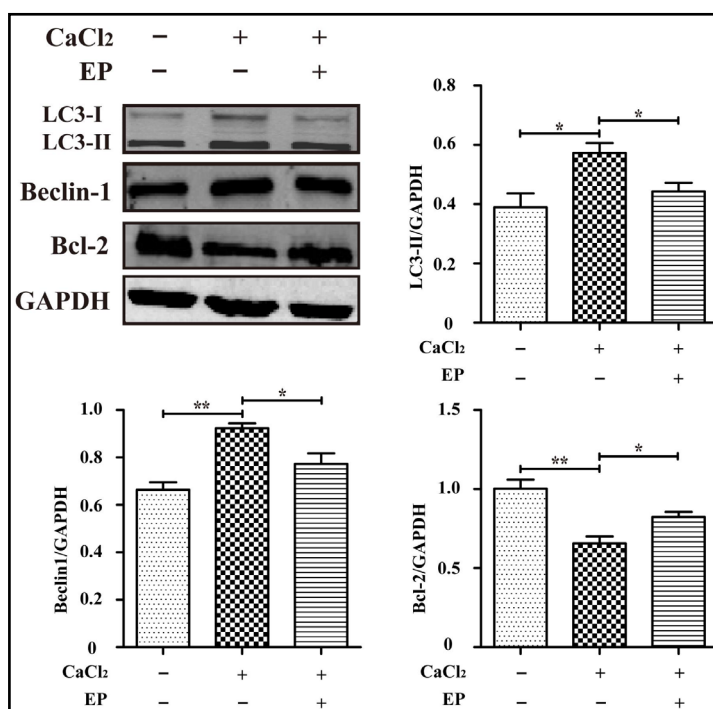 CaCl₂ − + +
EP − − +
LC3-I
LC3-II
Beclin-1
Bcl-2
GAPDH
LC3-II/GAPDH
0.8
0.6
0.4
0.2
0
* *
CaCl₂ − + +
EP − − +
Beclin1/GAPDH
1.0
0.8
0.6
0.4
0.2
0
** *
CaCl₂ − + +
EP − − +
Bcl-2/GAPDH
1.5
1.0
0.5
0
** *
CaCl₂ − + +
EP − − +